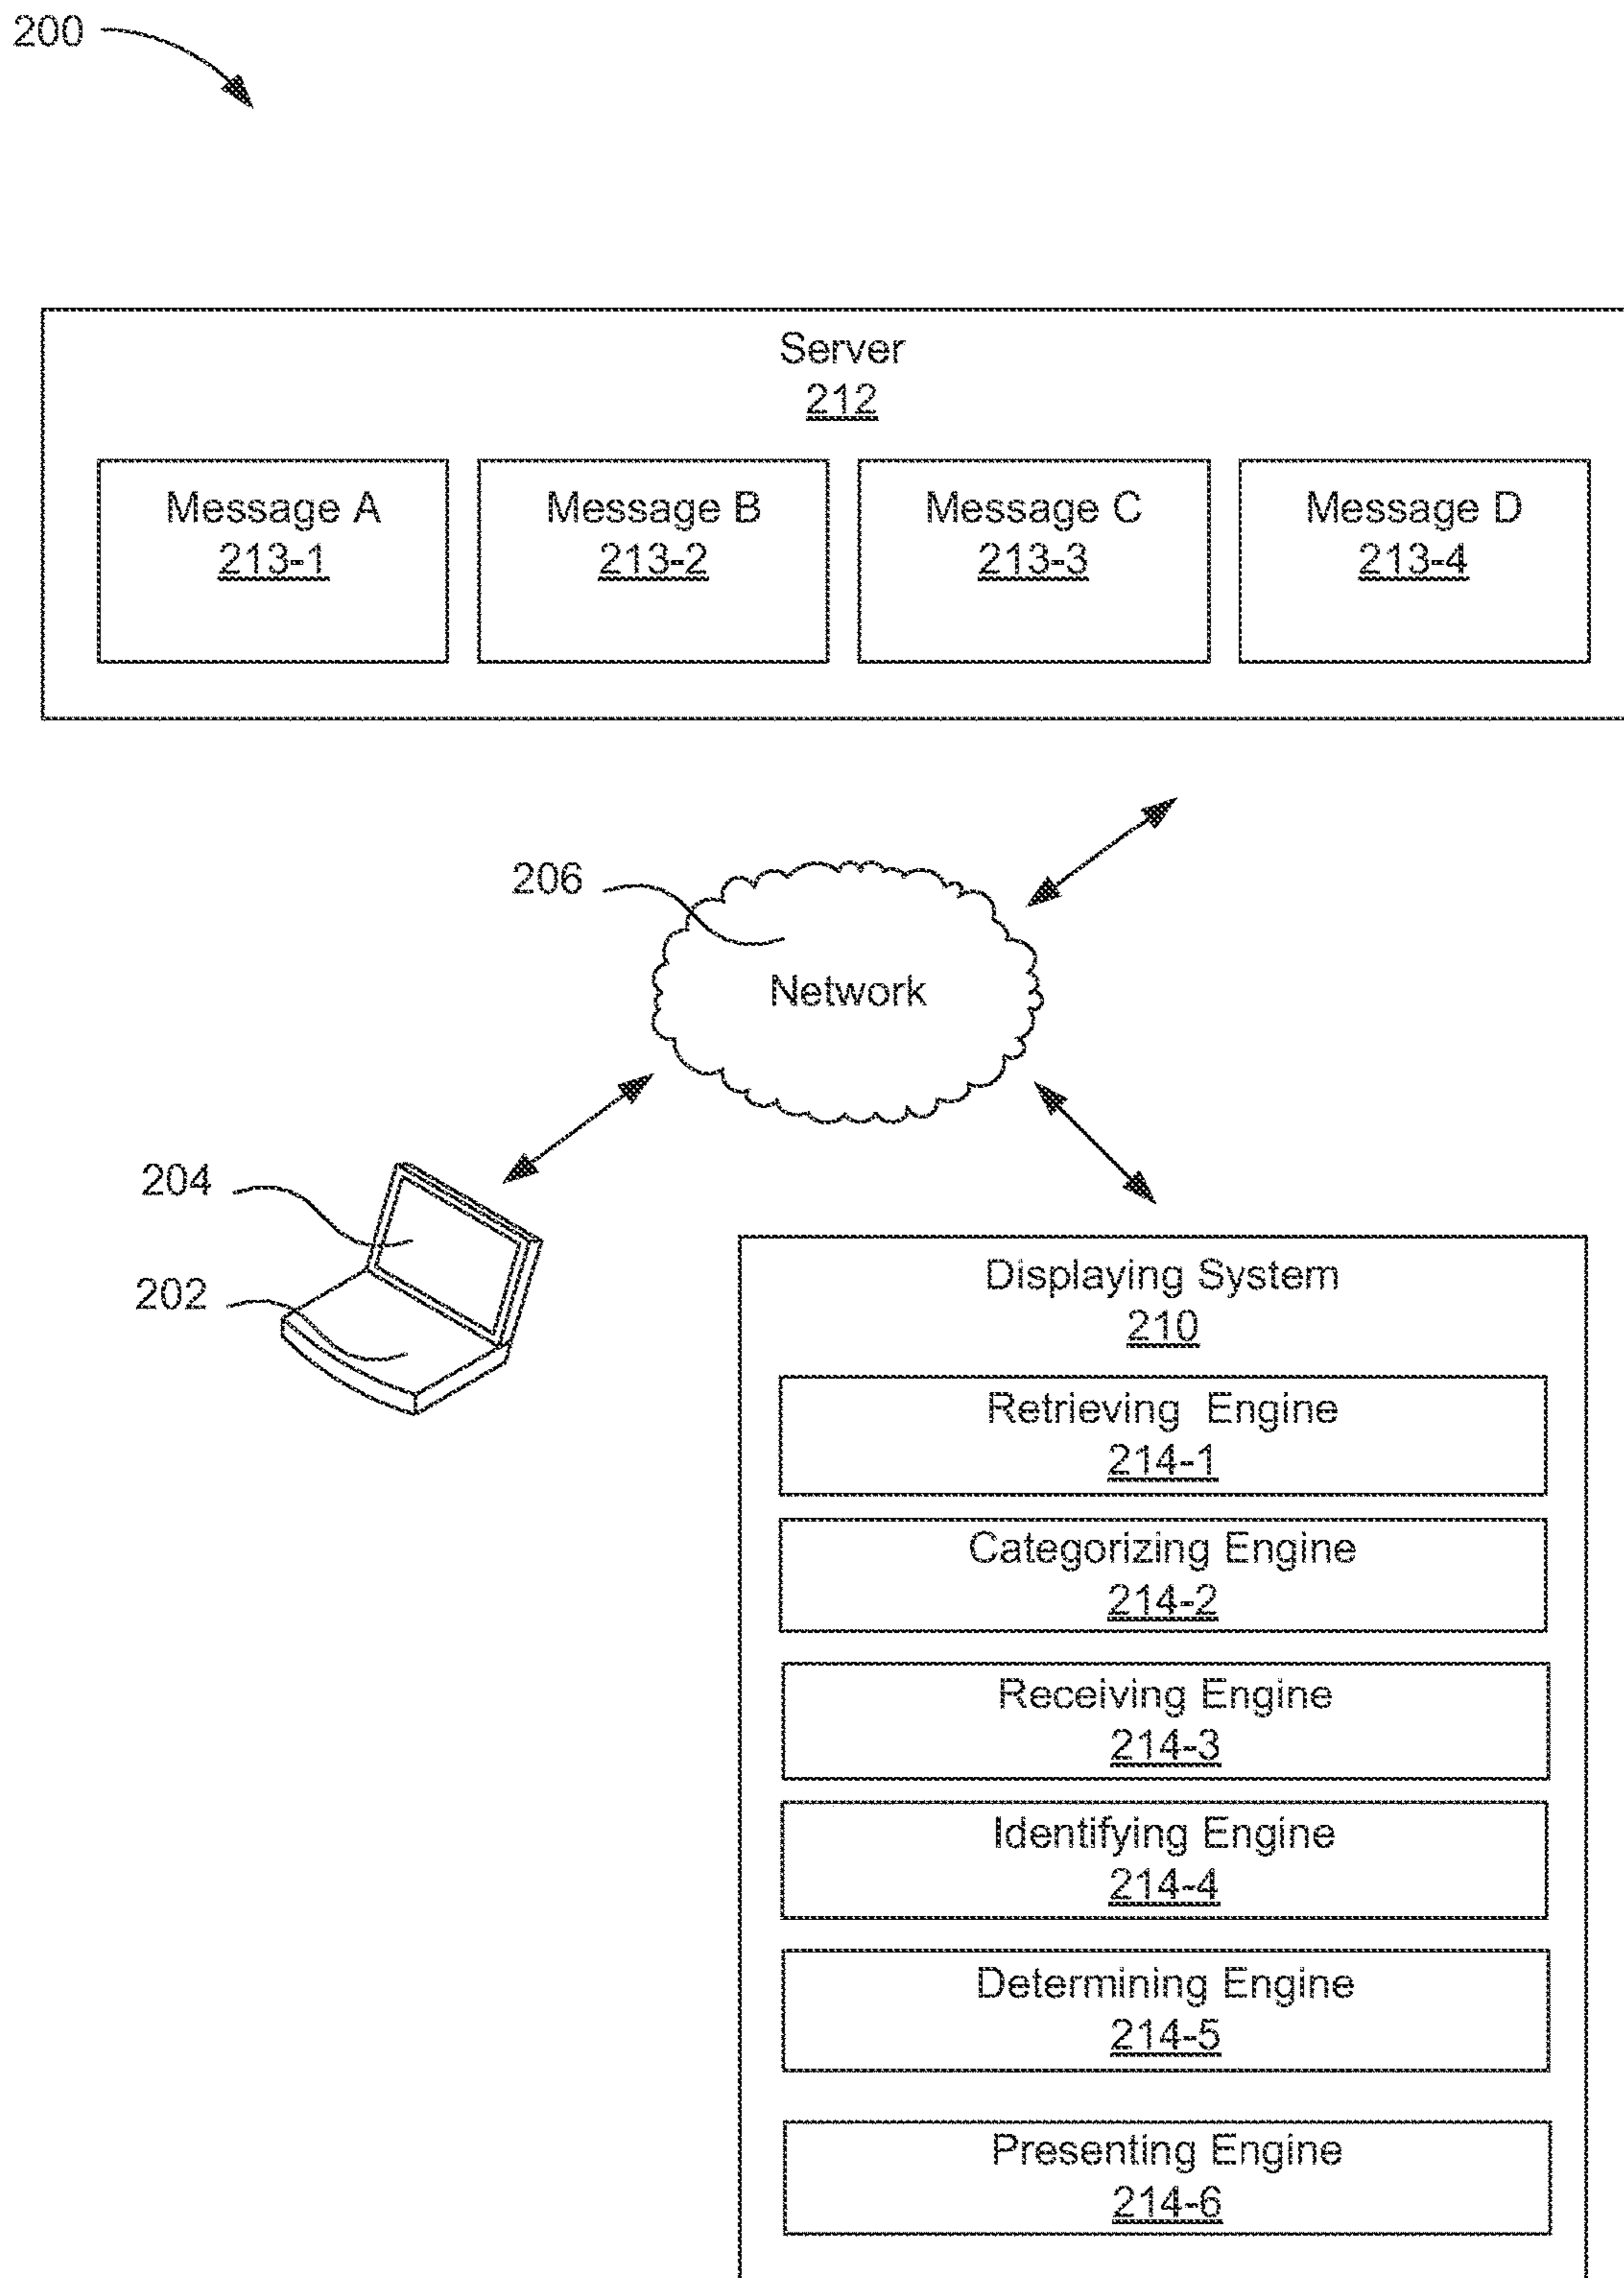 200
Server
212
Message A
213-1
Message B
213-2
Message C
213-3
Message D
213-4
206
Network
204
202
Displaying System
210
Retrieving Engine
214-1
Categorizing Engine
214-2
Receiving Engine
214-3
Identifying Engine
214-4
Determining Engine
214-5
Presenting Engine
214-6